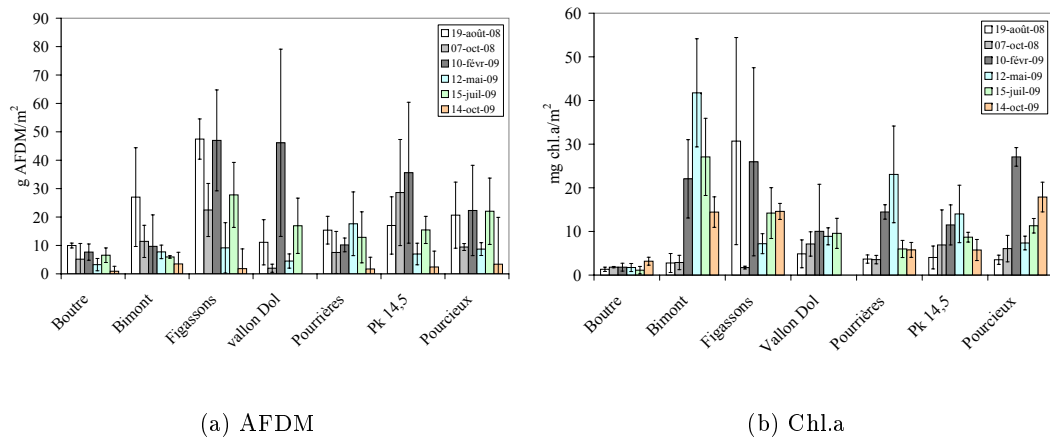 90
80
70
60
50
40
30
20
10
0
g AFDM/m²
19-août-08
07-oct-08
10-févr-09
12-mai-09
15-juil-09
14-oct-09
Boutre
Bimont
Figassons
vallon Dol
Pourrières
Pk 14,5
Pourcieux
(a) AFDM
60
50
40
30
20
10
0
mg chl.a/m²
19-août-08
07-oct-08
10-févr-09
12-mai-09
15-juil-09
14-oct-09
Boutre
Bimont
Figassons
Vallon Dol
Pourrières
Pk 14,5
Pourcieux
(b) Chl.a